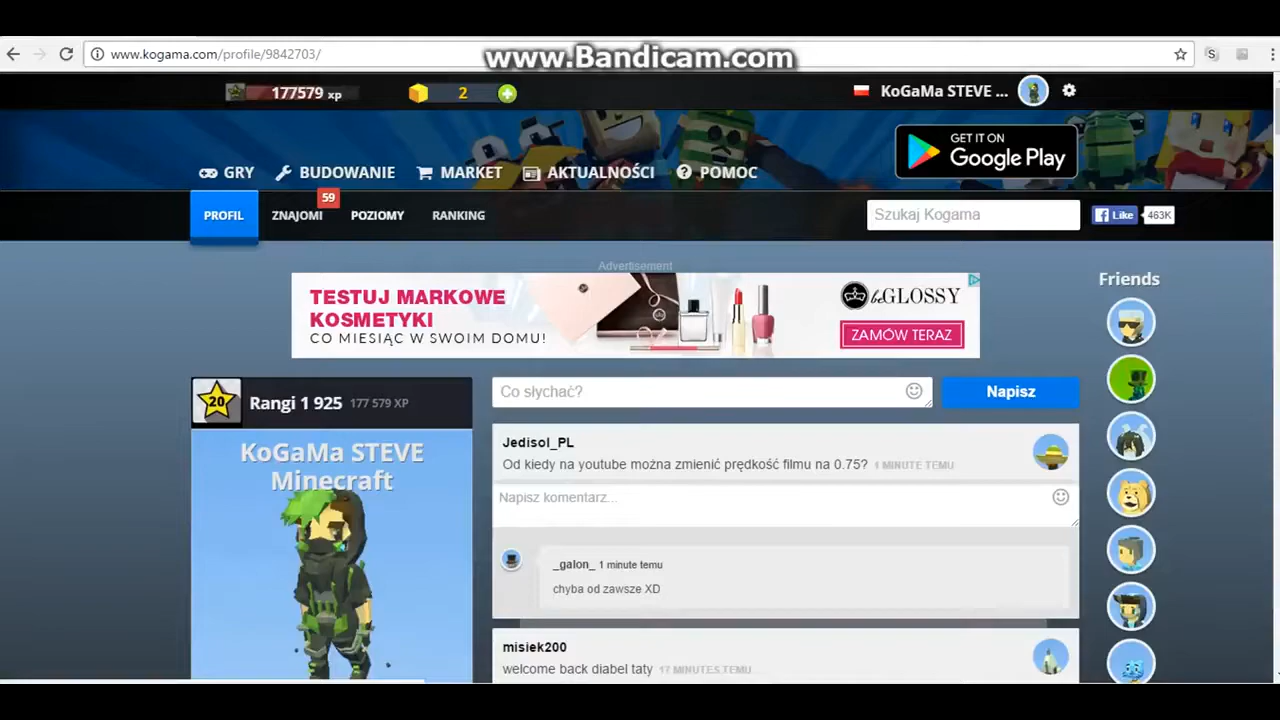 www.kogama.com/profile/9842703/
www.Bandicam.com
S
177579 xp
2
KoGaMa STEVE ...
GET IT ON
Google Play
GRY
BUDOWANIE
MARKET
AKTUALNOŚCI
POMOC
PROFIL
59
ZNAJOMI
POZIOMY
RANKING
Szukaj Kogama
Like
463K
Advertisement
TESTUJ MARKOWE
KOSMETYKI
CO MIESIĄC W SWOIM DOMU!
beGLOSSY
ZAMÓW TERAZ
Friends
20
Rangi 1 925 177 579 XP
Co słychać?
Napisz
KoGaMa STEVE
Minecraft
Jedisol_PL
Od kiedy na youtube można zmienić prędkość filmu na 0.75? 1 MINUTE TEMU
Napisz komentarz...
_galon_ 1 minute temu
chyba od zawsze XD
misiek200
welcome back diabel taty 17 MINUTES TEMU